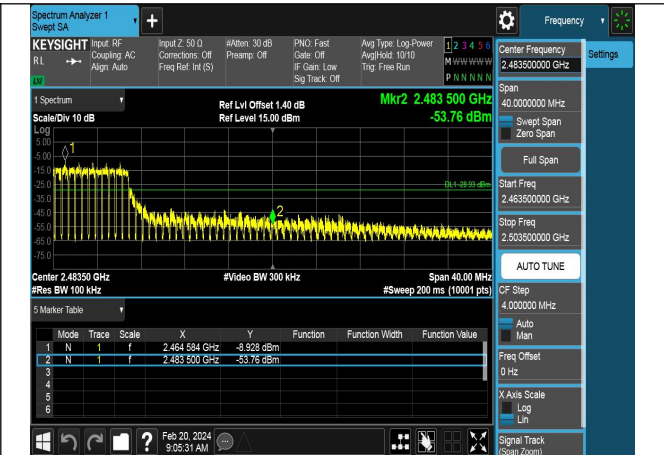 Spectrum Analyzer 1
Swept SA
+
Frequency
KEYSIGHT
RL
Input: RF
Coupling: AC
Align: Auto
Input Z: 50 Ω
Corrections: Off
Freq Ref: Int (S)
#Atten: 30 dB
Preamp: Off
PNO: Fast
Gate: Off
IF Gain: Low
Sig Track: Off
Avg Type: Log-Power
Avg|Hold: 10/10
Trig: Free Run
1 2 3 4 5 6
M W W W W W
P N N N N N
Center Frequency
2.483500000 GHz
Settings
Span
40.0000000 MHz
Swept Span
Zero Span
Full Span
Start Freq
2.463500000 GHz
Stop Freq
2.503500000 GHz
AUTO TUNE
CF Step
4.000000 MHz
Auto
Man
Freq Offset
0 Hz
X Axis Scale
Log
Lin
Signal Track
(Span Zoom)
1 Spectrum
Scale/Div 10 dB
Ref Lvl Offset 1.40 dB
Ref Level 15.00 dBm
Mkr2 2.483 500 GHz
-53.76 dBm
Log
5.00
-5.00
-15.0
-25.0
-35.0
-45.0
-55.0
-65.0
-75.0
1
DL1 -28.93 dBm
2
Center 2.48350 GHz
#Video BW 300 kHz
Span 40.00 MHz
#Res BW 100 kHz
#Sweep 200 ms (10001 pts)
5 Marker Table
Mode Trace Scale X Y Function Function Width Function Value
1 N 1 f 2.464 584 GHz -8.928 dBm
2 N 1 f 2.483 500 GHz -53.76 dBm
3
4
5
6
?
Feb 20, 2024
9:05:31 AM